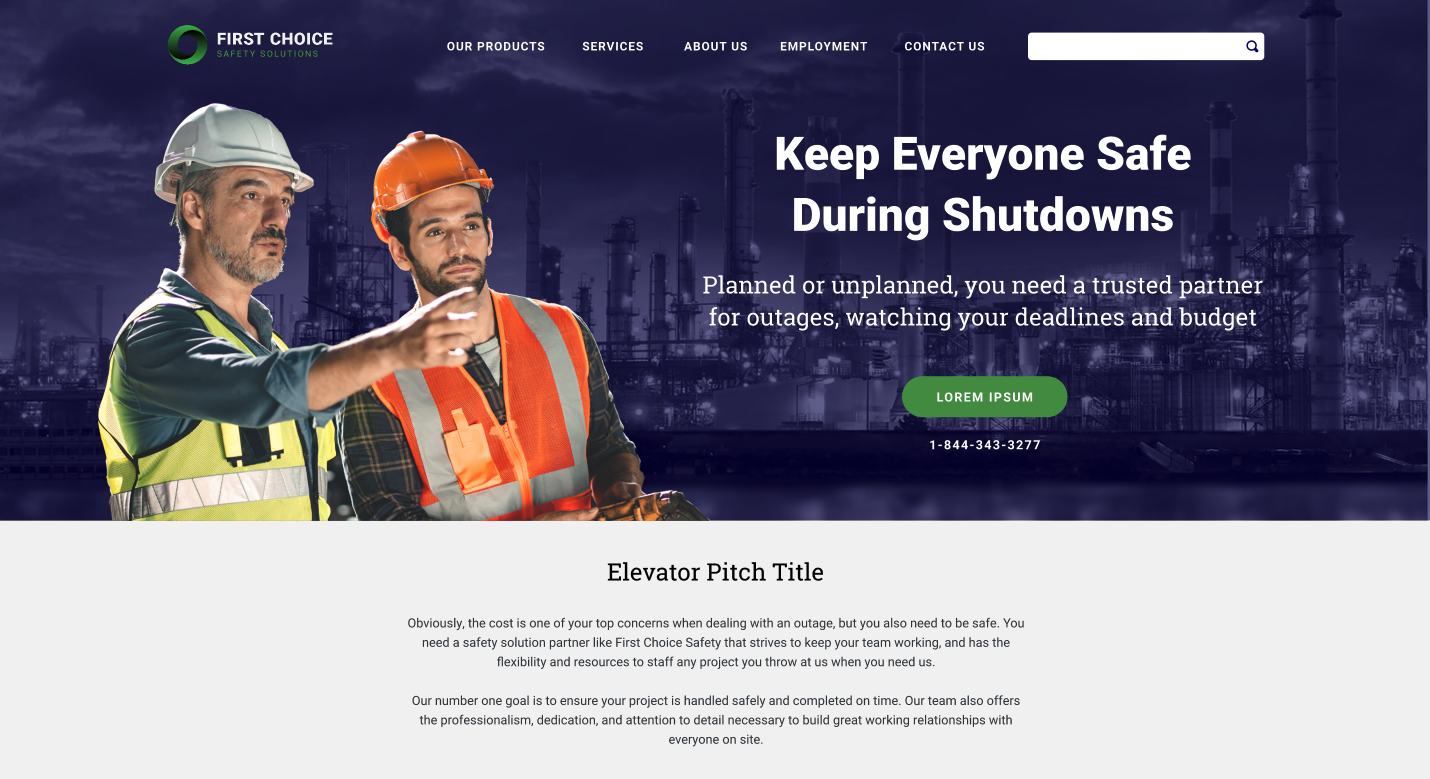 FIRST CHOICE
SAFETY SOLUTIONS
OUR PRODUCTS SERVICES ABOUT US EMPLOYMENT CONTACT US
Keep Everyone Safe
During Shutdowns
Planned or unplanned, you need a trusted partner
for outages, watching your deadlines and budget
LOREM IPSUM
1-844-343-3277
Elevator Pitch Title
Obviously, the cost is one of your top concerns when dealing with an outage, but you also need to be safe. You
need a safety solution partner like First Choice Safety that strives to keep your team working, and has the
flexibility and resources to staff any project you throw at us when you need us.
Our number one goal is to ensure your project is handled safely and completed on time. Our team also offers
the professionalism, dedication, and attention to detail necessary to build great working relationships with
everyone on site.